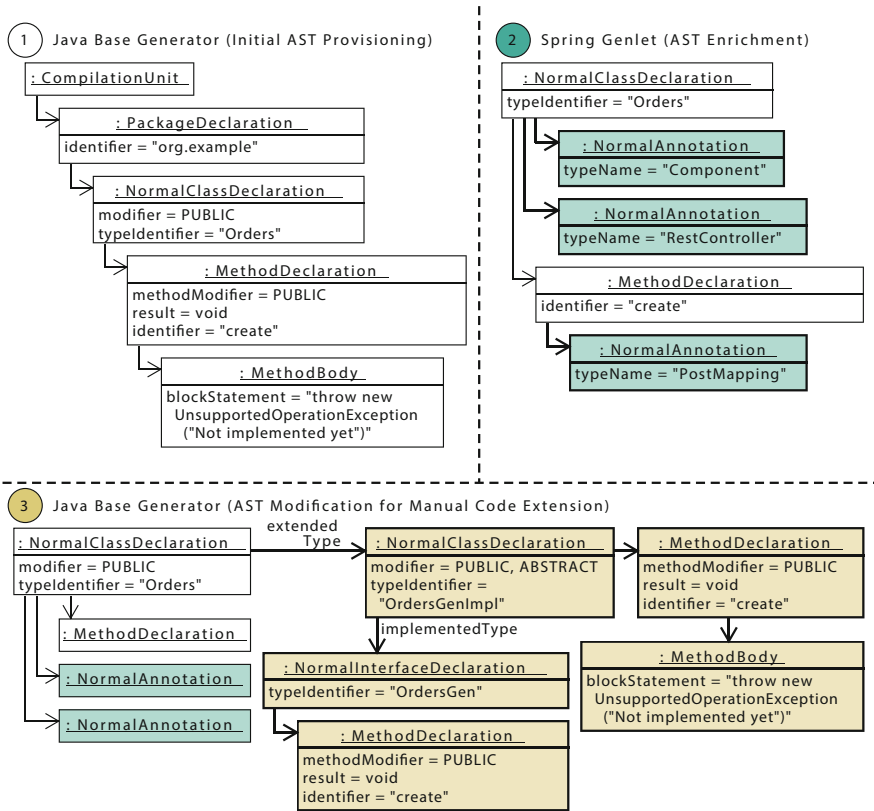 1 Java Base Generator (Initial AST Provisioning)
: CompilationUnit
: PackageDeclaration
identifier = "org.example"
: NormalClassDeclaration
modifier = PUBLIC
typeIdentifier = "Orders"
: MethodDeclaration
methodModifier = PUBLIC
result = void
identifier = "create"
: MethodBody
blockStatement = "throw new
UnsupportedOperationException
("Not implemented yet")"
2 Spring Genlet (AST Enrichment)
: NormalClassDeclaration
typeIdentifier = "Orders"
: NormalAnnotation
typeName = "Component"
: NormalAnnotation
typeName = "RestController"
: MethodDeclaration
identifier = "create"
: NormalAnnotation
typeName = "PostMapping"
3 Java Base Generator (AST Modification for Manual Code Extension)
: NormalClassDeclaration
modifier = PUBLIC
typeIdentifier = "Orders"
: MethodDeclaration
: NormalAnnotation
: NormalAnnotation
extended
Type
: NormalClassDeclaration
modifier = PUBLIC, ABSTRACT
typeIdentifier =
"OrdersGenImpl"
implementedType
: NormalInterfaceDeclaration
typeIdentifier = "OrdersGen"
: MethodDeclaration
methodModifier = PUBLIC
result = void
identifier = "create"
: MethodDeclaration
methodModifier = PUBLIC
result = void
identifier = "create"
: MethodBody
blockStatement = "throw new
UnsupportedOperationException
("Not implemented yet")"